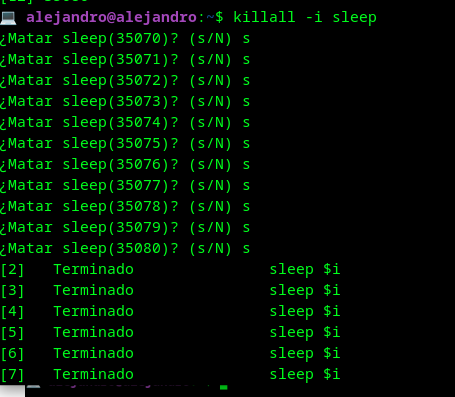 alejandro@alejandro:~$ killall -i sleep
¿Matar sleep(35070)? (s/N) s
¿Matar sleep(35071)? (s/N) s
¿Matar sleep(35072)? (s/N) s
¿Matar sleep(35073)? (s/N) s
¿Matar sleep(35074)? (s/N) s
¿Matar sleep(35075)? (s/N) s
¿Matar sleep(35076)? (s/N) s
¿Matar sleep(35077)? (s/N) s
¿Matar sleep(35078)? (s/N) s
¿Matar sleep(35079)? (s/N) s
¿Matar sleep(35080)? (s/N) s
[2]   Terminado               sleep $i
[3]   Terminado               sleep $i
[4]   Terminado               sleep $i
[5]   Terminado               sleep $i
[6]   Terminado               sleep $i
[7]   Terminado               sleep $i